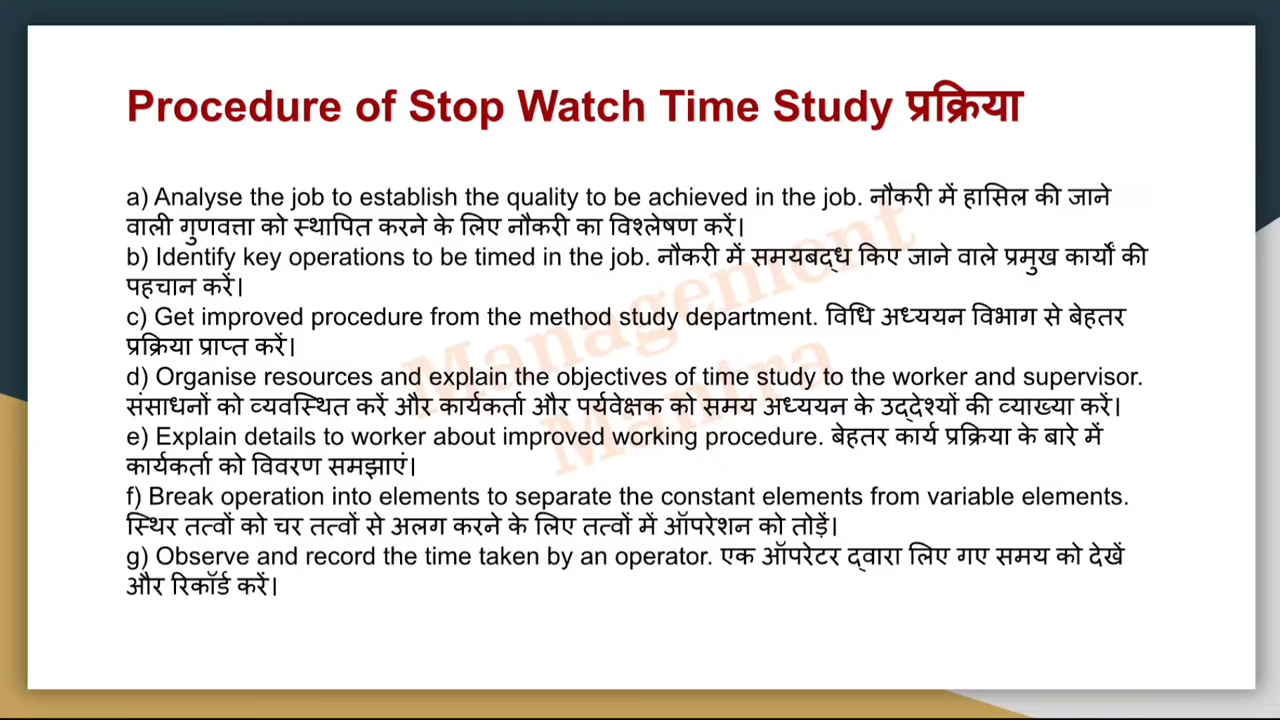 Procedure of Stop Watch Time Study प्रक्रिया
a) Analyse the job to establish the quality to be achieved in the job. नौकरी में हासिल की जाने
वाली गुणवत्ता को स्थापित करने के लिए नौकरी का विश्लेषण करें।
b) Identify key operations to be timed in the job. नौकरी में समयबद्ध किए जाने वाले प्रमुख कार्यों की
पहचान करें।
c) Get improved procedure from the method study department. विधि अध्ययन विभाग से बेहतर
प्रक्रिया प्राप्त करें।
d) Organise resources and explain the objectives of time study to the worker and supervisor.
संसाधनों को व्यवस्थित करें और कार्यकर्ता और पर्यवेक्षक को समय अध्ययन के उद्देश्यों की व्याख्या करें।
e) Explain details to worker about improved working procedure. बेहतर कार्य प्रक्रिया के बारे में
कार्यकर्ता को विवरण समझाएं।
f) Break operation into elements to separate the constant elements from variable elements.
स्थिर तत्वों को चर तत्वों से अलग करने के लिए तत्वों में ऑपरेशन को तोड़ें।
g) Observe and record the time taken by an operator. एक ऑपरेटर द्वारा लिए गए समय को देखें
और रिकॉर्ड करें।
Management
Mantra